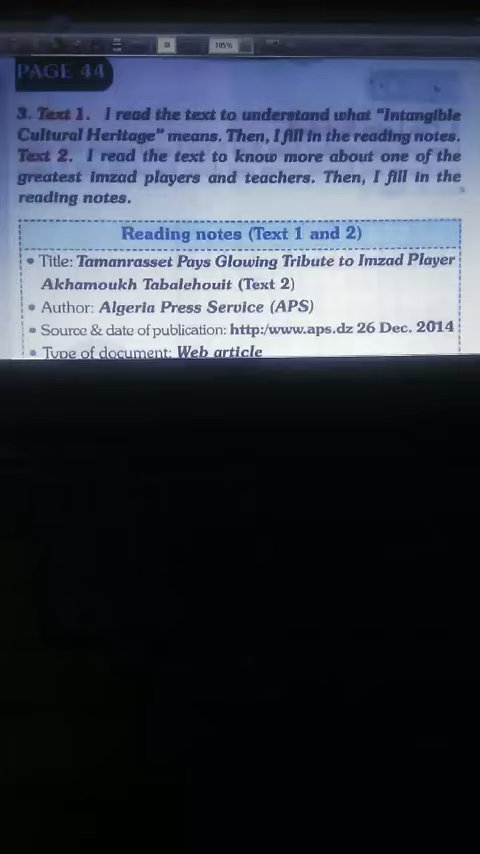 105%
PAGE 44
3. Text 1. I read the text to understand what "Intangible
Cultural Heritage" means. Then, I fill in the reading notes.
Text 2. I read the text to know more about one of the
greatest imzad players and teachers. Then, I fill in the
reading notes.
Reading notes (Text 1 and 2)
• Title: Tamanrasset Pays Glowing Tribute to Imzad Player
Akhamoukh Tabalehouit (Text 2)
• Author: Algeria Press Service (APS)
• Source & date of publication: http:/www.aps.dz 26 Dec. 2014
• Type of document: Web article